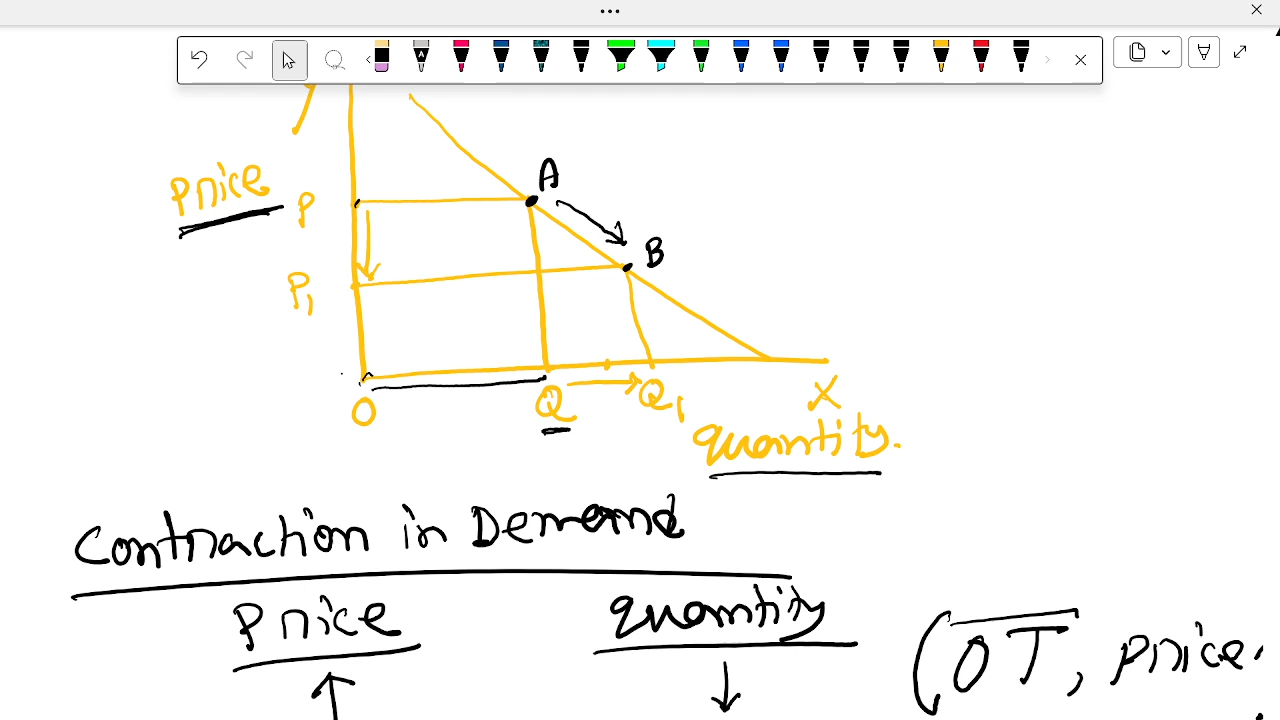 A
Price
P
B
P1
O
Q
Q1
X
quantity.
Contraction in Demand
Price
quantity
(OT, Price.